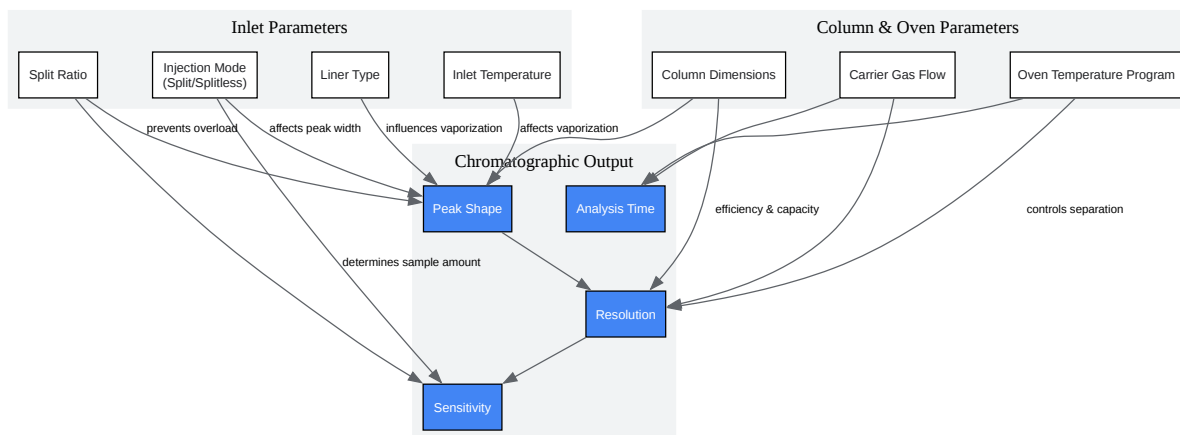 Inlet Parameters
Column & Oven Parameters
Split Ratio
Injection Mode
(Split/Splitless)
Liner Type
Inlet Temperature
Column Dimensions
Carrier Gas Flow
Oven Temperature Program
prevents overload
affects peak width
influences vaporization
affects vaporization
Chromatographic Output
Peak Shape
Analysis Time
efficiency & capacity
controls separation
determines sample amount
Resolution
Sensitivity